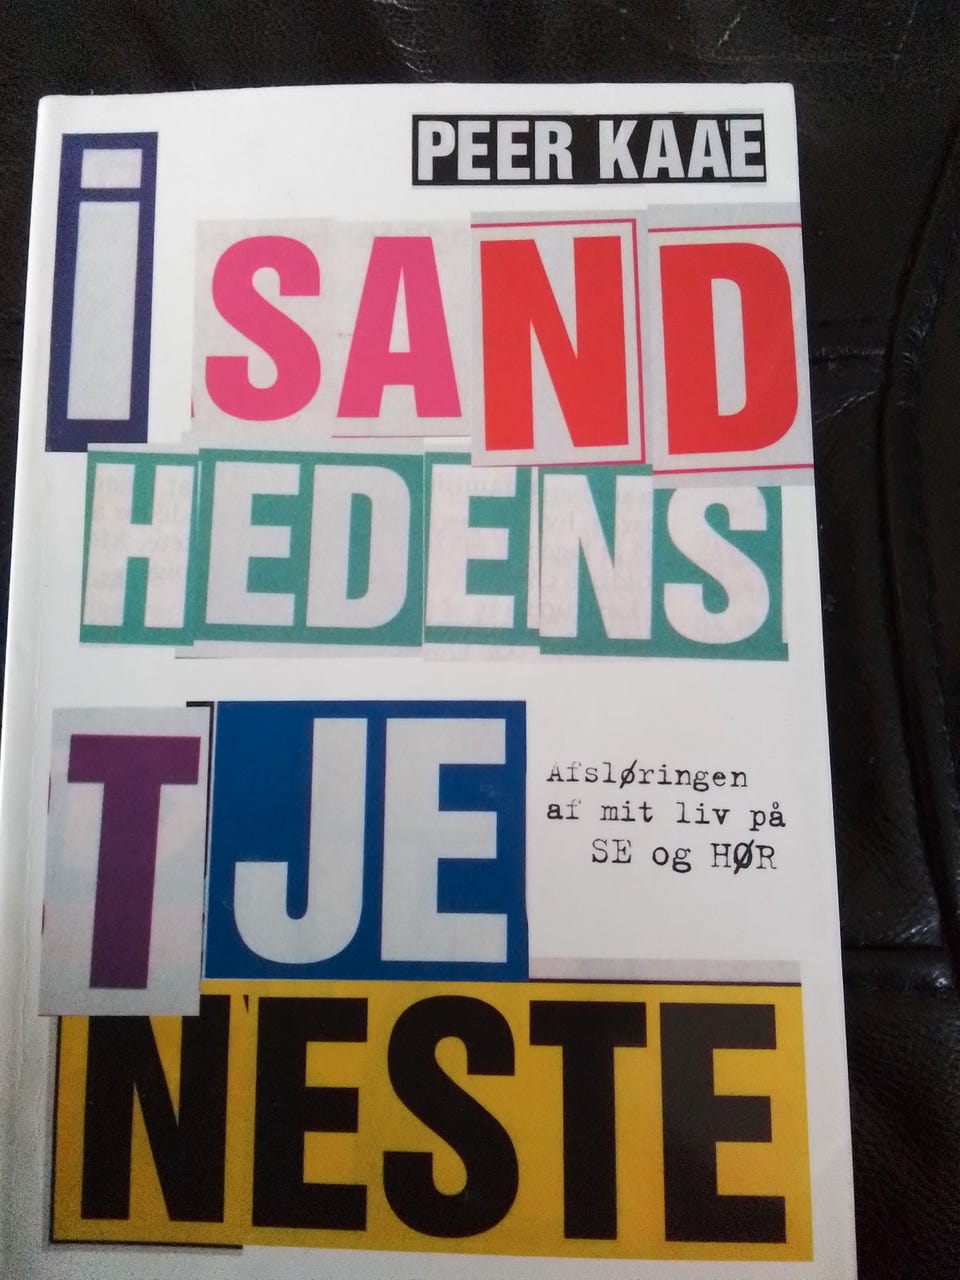 PEER KAAE
i SAND
HEDENS
TJE
NESTE
Afsløringen
af mit liv på
SE og HØR